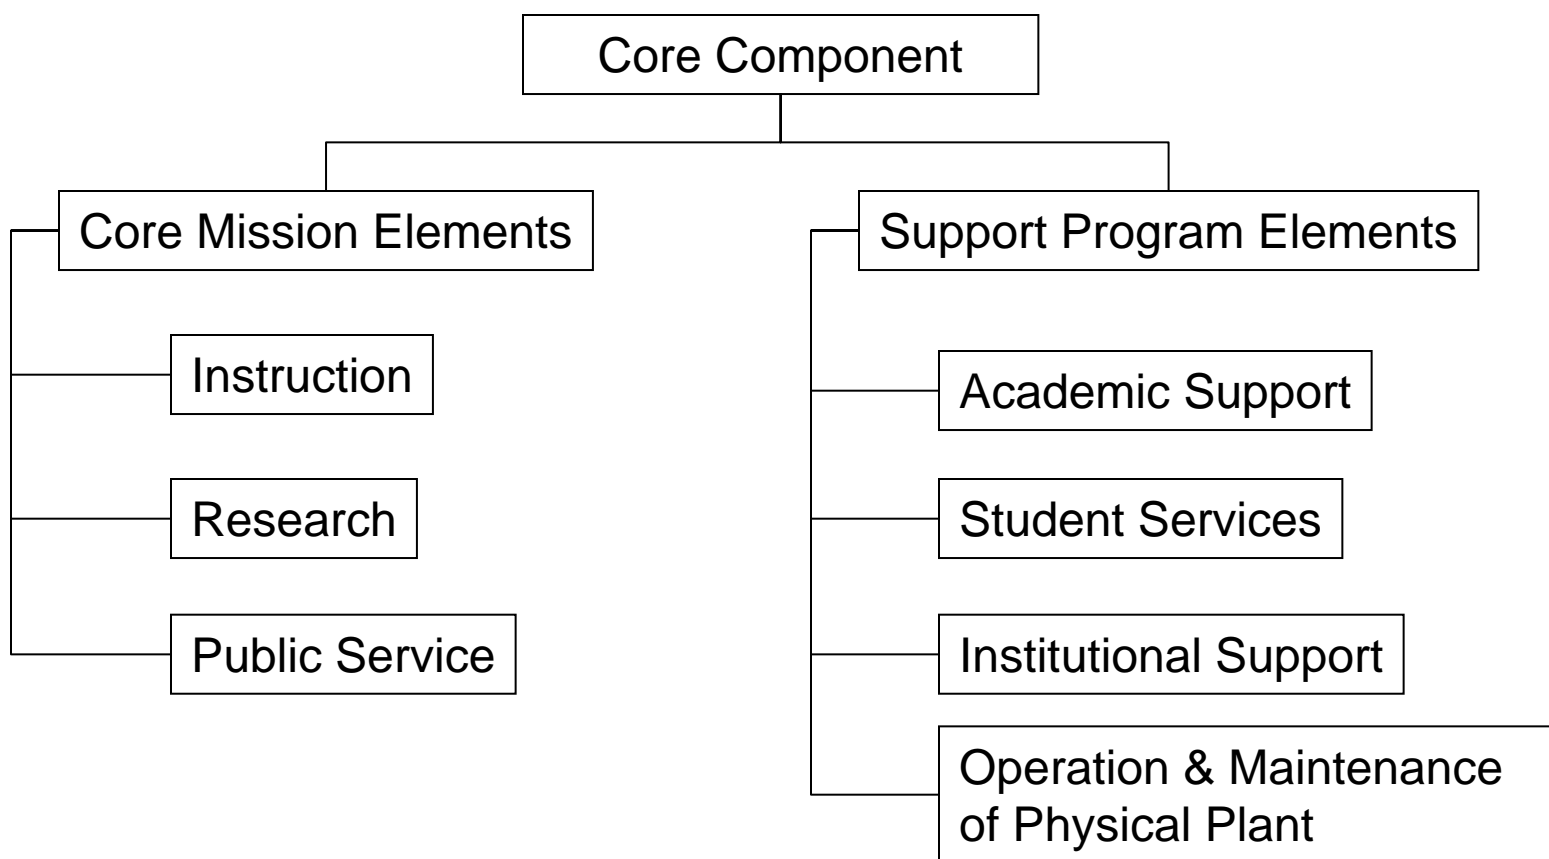 Core Component
Core Mission Elements
Instruction
Research
Public Service
Support Program Elements
Academic Support
Student Services
Institutional Support
Operation & Maintenance
of Physical Plant